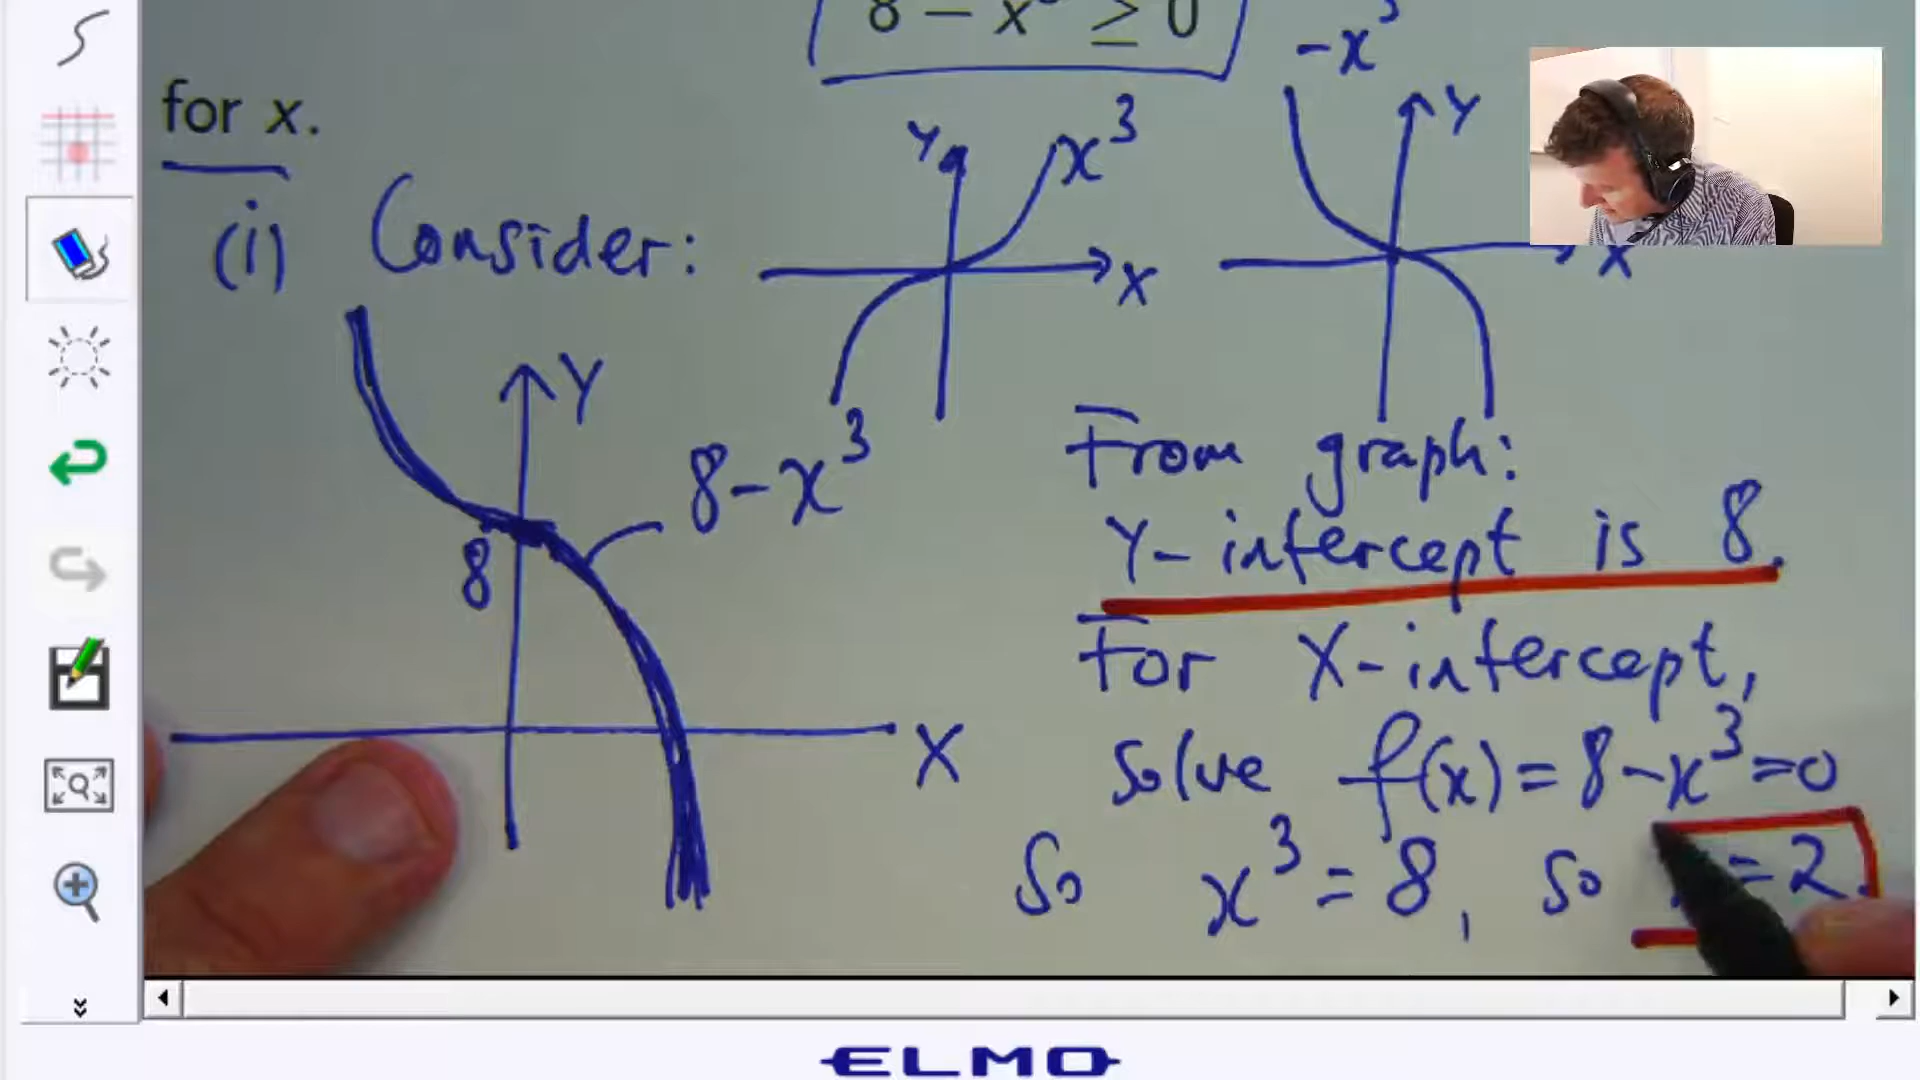 8 - x³ ≥ 0
for x.
(i) Consider:
Y
x³
X
-x³
Y
X
Y
8
8-x³
X
From graph:
Y-intercept is 8.
For X-intercept,
solve f(x)=8-x³=0
So x³=8, so =2.
ELMO